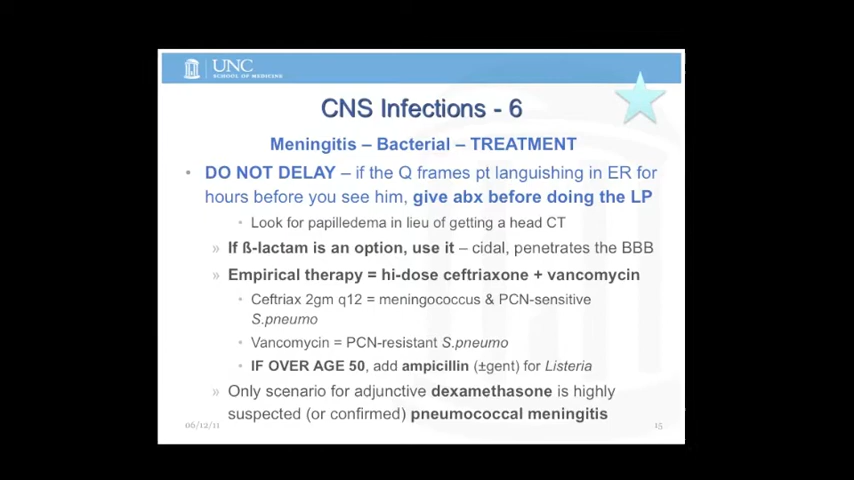 UNC
SCHOOL OF MEDICINE
CNS Infections - 6
Meningitis – Bacterial – TREATMENT
• DO NOT DELAY – if the Q frames pt languishing in ER for
hours before you see him, give abx before doing the LP
• Look for papilledema in lieu of getting a head CT
» If ß-lactam is an option, use it – cidal, penetrates the BBB
» Empirical therapy = hi-dose ceftriaxone + vancomycin
• Ceftriax 2gm q12 = meningococcus & PCN-sensitive
S.pneumo
• Vancomycin = PCN-resistant S.pneumo
• IF OVER AGE 50, add ampicillin (±gent) for Listeria
» Only scenario for adjunctive dexamethasone is highly
suspected (or confirmed) pneumococcal meningitis
06/12/11
15